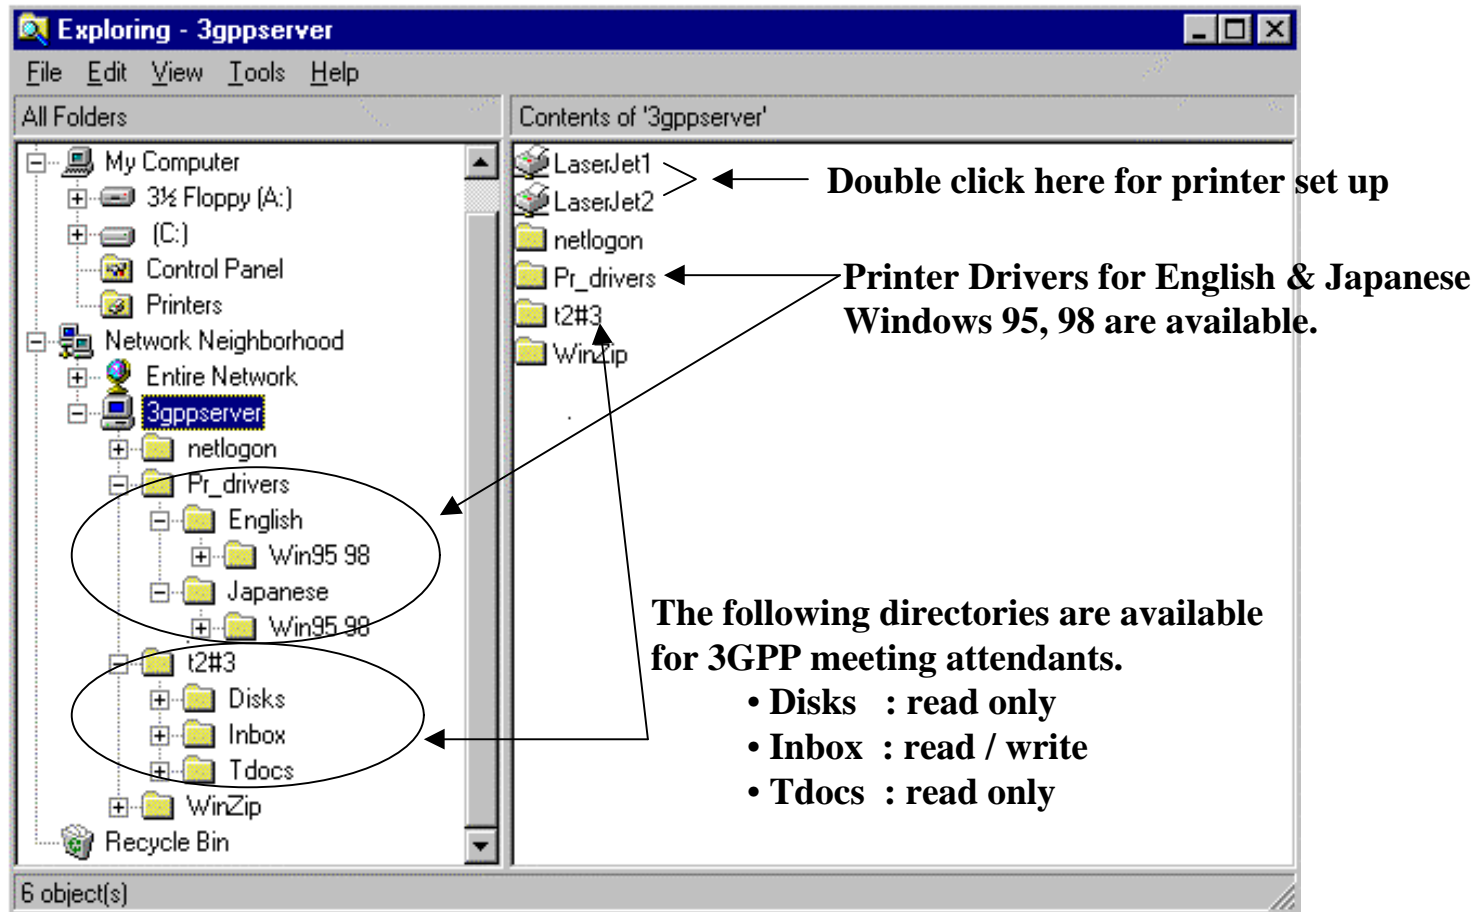 Exploring - 3gppserver
File Edit View Tools Help
All Folders
Contents of '3gppserver'
My Computer
3½ Floppy (A:)
(C:)
Control Panel
Printers
Network Neighborhood
Entire Network
3gppserver
netlogon
Pr_drivers
English
Win95 98
Japanese
Win95 98
t2#3
Disks
Inbox
Tdocs
WinZip
Recycle Bin
LaserJet1
LaserJet2
netlogon
Pr_drivers
t2#3
WinZip
Double click here for printer set up
Printer Drivers for English & Japanese
Windows 95, 98 are available.
The following directories are available
for 3GPP meeting attendants.
• Disks : read only
• Inbox : read / write
• Tdocs : read only
6 object(s)